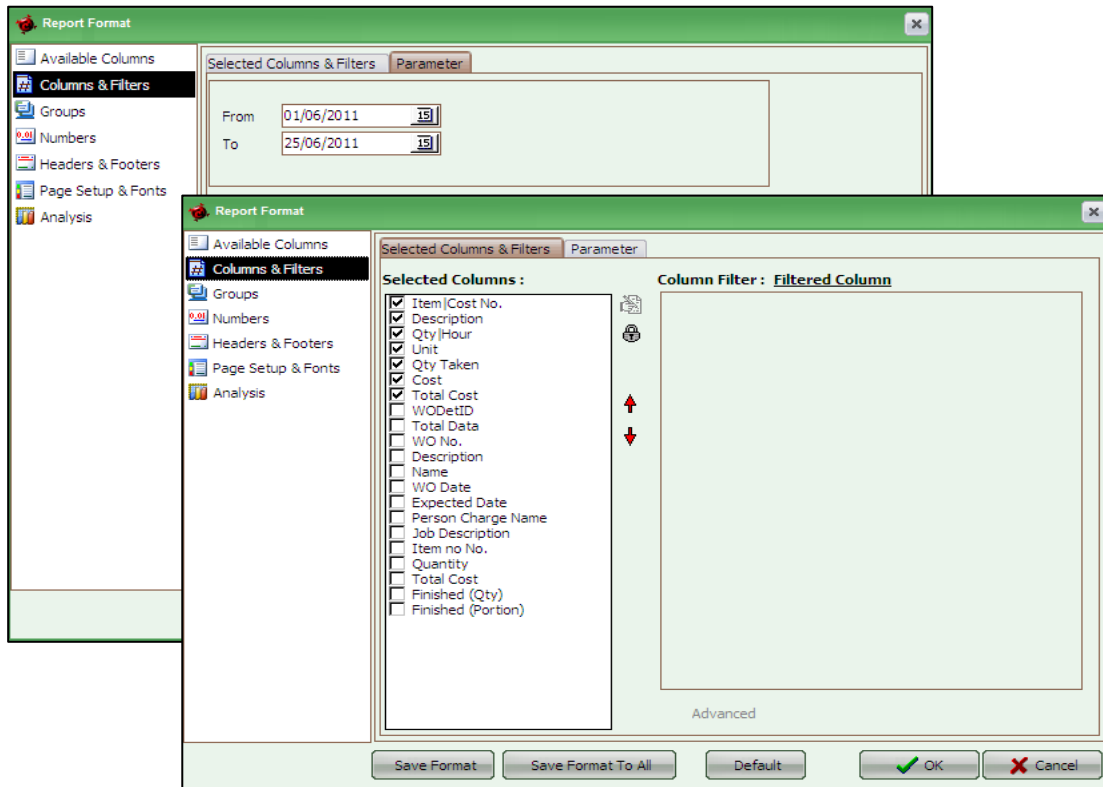 Report Format
Available Columns
Columns & Filters
Groups
Numbers
Headers & Footers
Page Setup & Fonts
Analysis
Selected Columns & Filters Parameter
From 01/06/2011 15
To 25/06/2011 15
Report Format
Available Columns
Columns & Filters
Groups
Numbers
Headers & Footers
Page Setup & Fonts
Analysis
Selected Columns & Filters Parameter
Selected Columns :
Item|Cost No.
Description
Qty|Hour
Unit
Qty Taken
Cost
Total Cost
WODetID
Total Data
WO No.
Description
Name
WO Date
Expected Date
Person Charge Name
Job Description
Item no No.
Quantity
Total Cost
Finished (Qty)
Finished (Portion)
Column Filter : Filtered Column
Advanced
Save Format Save Format To All Default OK Cancel